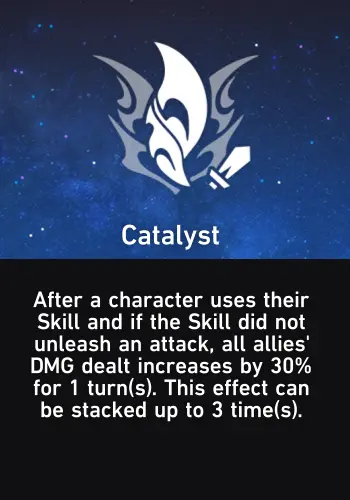 Catalyst
After a character uses their
Skill and if the Skill did not
unleash an attack, all allies'
DMG dealt increases by 30%
for 1 turn(s). This effect can
be stacked up to 3 time(s).